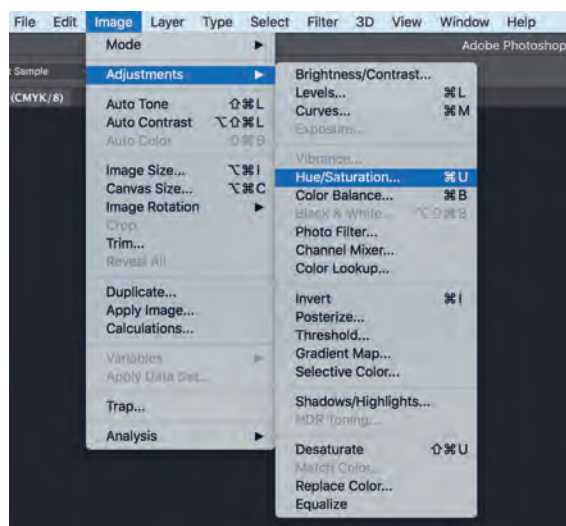 File Edit Image Layer Type Select Filter 3D View Window Help
Adobe Photoshop
Sample
(CMYK/8)
Mode
Adjustments
Auto Tone ⇧⌘L
Auto Contrast ⌥⇧⌘L
Auto Color ⇧⌘B
Image Size... ⌥⌘I
Canvas Size... ⌥⌘C
Image Rotation
Crop
Trim...
Reveal All
Duplicate...
Apply Image...
Calculations...
Variables
Apply Data Set...
Trap...
Analysis
Brightness/Contrast...
Levels... ⌘L
Curves... ⌘M
Exposure...
Vibrance...
Hue/Saturation... ⌘U
Color Balance... ⌘B
Black & White... ⌥⇧⌘B
Photo Filter...
Channel Mixer...
Color Lookup...
Invert ⌘I
Posterize...
Threshold...
Gradient Map...
Selective Color...
Shadows/Highlights...
HDR Toning...
Desaturate ⇧⌘U
Match Color...
Replace Color...
Equalize